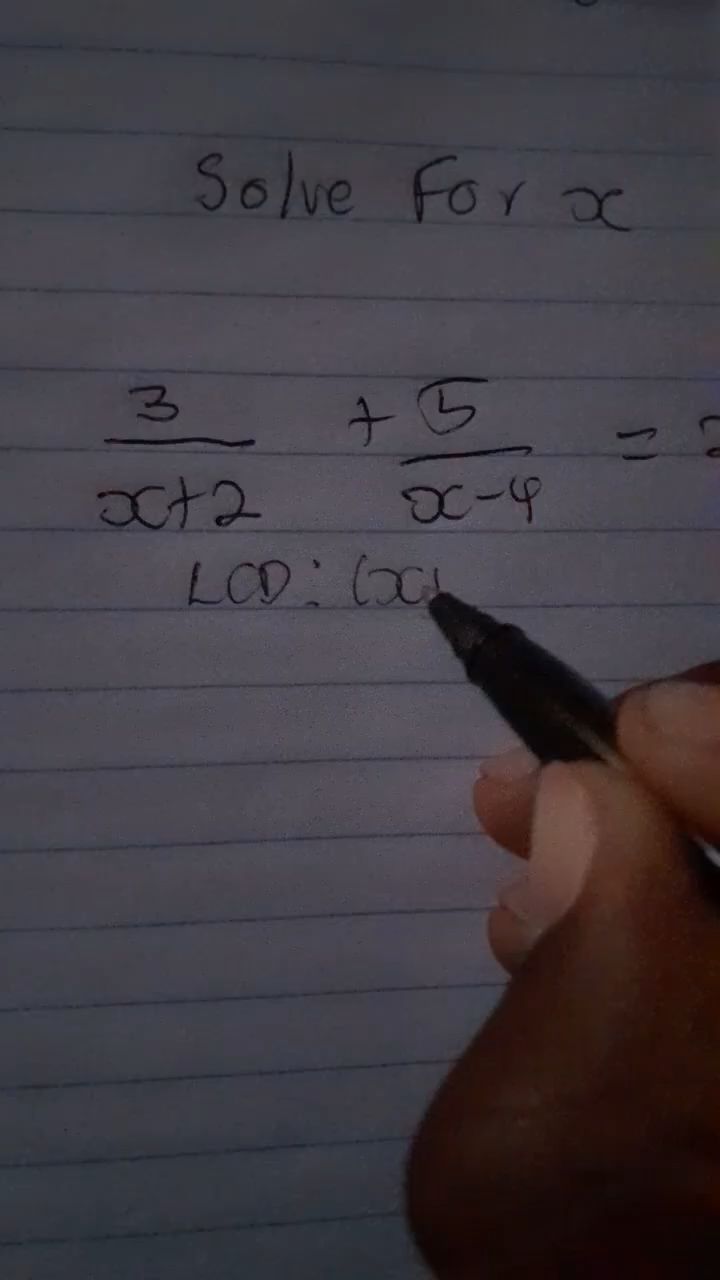 Solve For x
3/(x+2) + 5/(x-4) =
LCD: (x